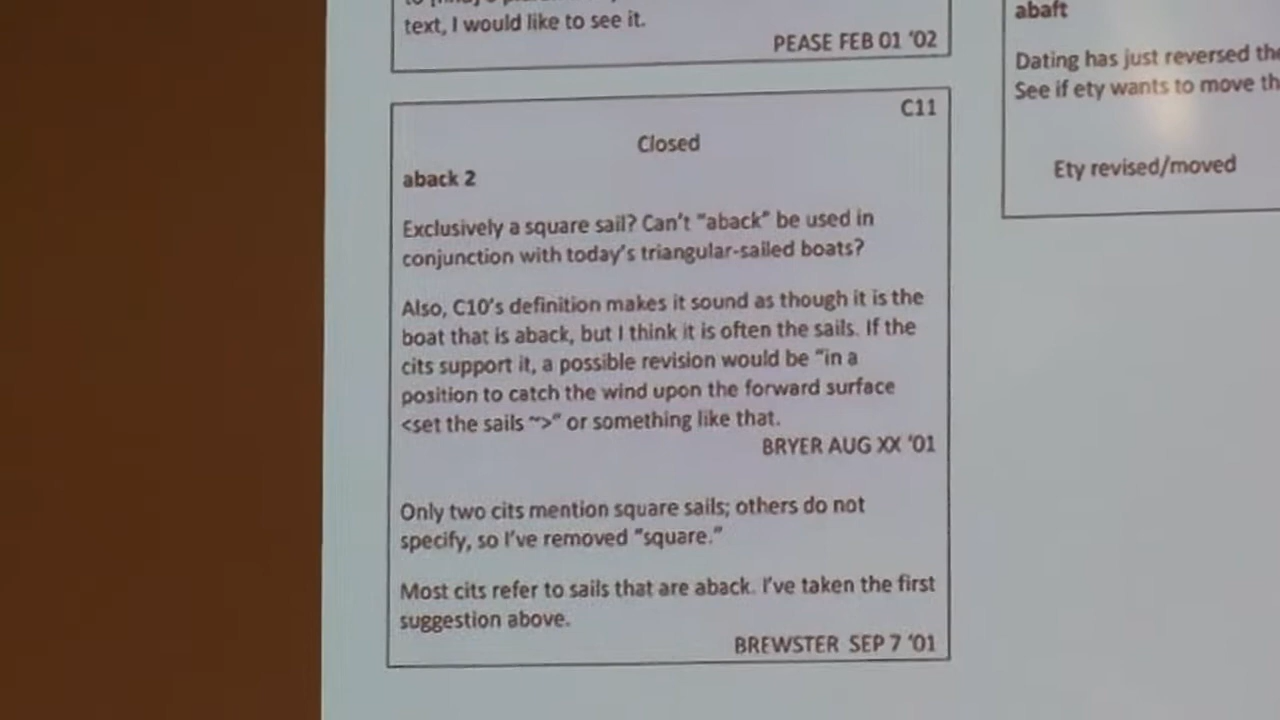 text, I would like to see it.
PEASE FEB 01 '02
C11
Closed
aback 2
Exclusively a square sail? Can't "aback" be used in
conjunction with today's triangular-sailed boats?
Also, C10's definition makes it sound as though it is the
boat that is aback, but I think it is often the sails. If the
cits support it, a possible revision would be "in a
position to catch the wind upon the forward surface
<set the sails ~>" or something like that.
BRYER AUG XX '01
Only two cits mention square sails; others do not
specify, so I've removed "square."
Most cits refer to sails that are aback. I've taken the first
suggestion above.
BREWSTER SEP 7 '01
abaft
Dating has just reversed the
See if ety wants to move th
Ety revised/moved